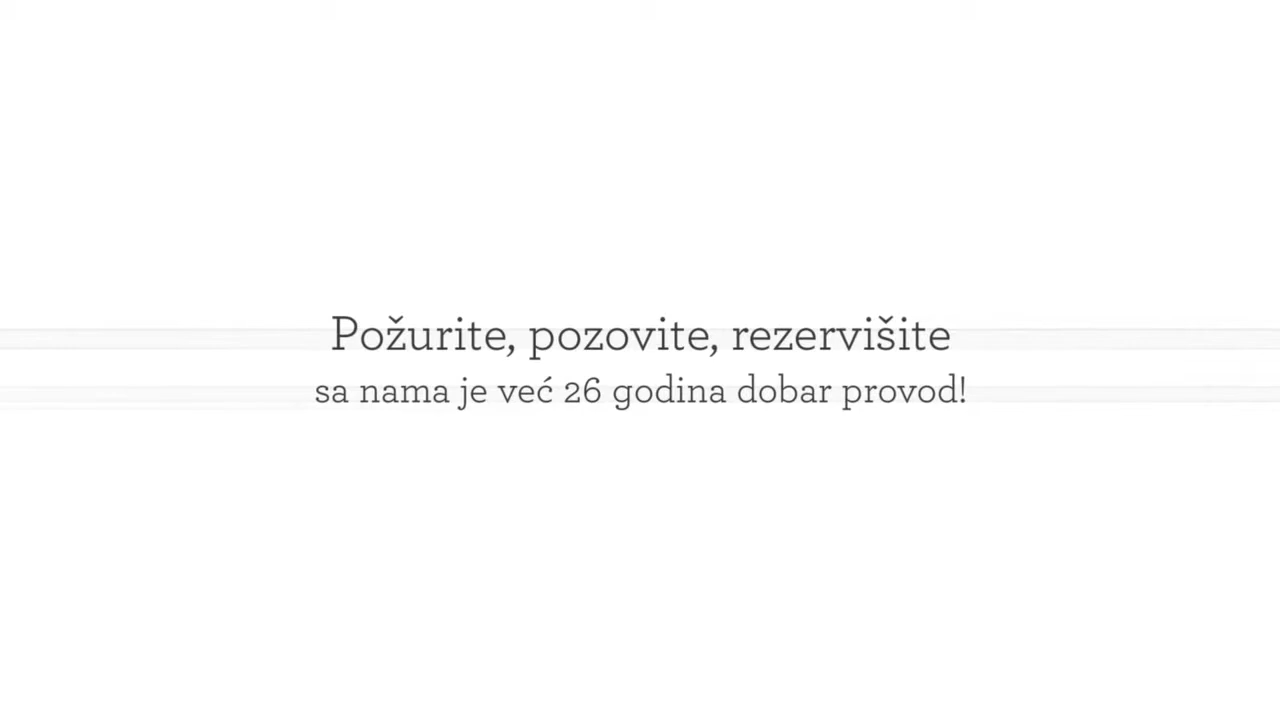 Požurite, pozovite, rezervišite
sa nama je već 26 godina dobar provod!